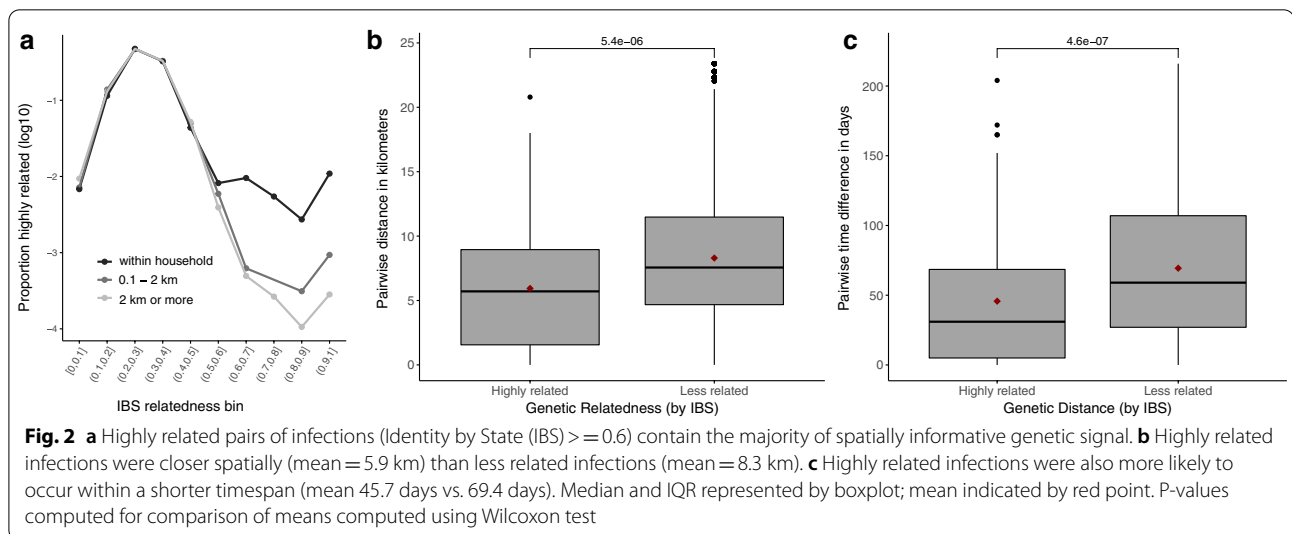 a
Proportion highly related (log10)
−1
−2
−3
−4
within household
0.1 − 2 km
2 km or more
[0,0.1]
(0.1,0.2]
(0.2,0.3]
(0.3,0.4]
(0.4,0.5]
(0.5,0.6]
(0.6,0.7]
(0.7,0.8]
(0.8,0.9]
(0.9,1]
IBS relatedness bin
b
Pairwise distance in kilometers
25
20
15
10
5
0
5.4e−06
Highly related
Less related
Genetic Relatedness (by IBS)
c
Pairwise time difference in days
200
150
100
50
0
4.6e−07
Highly related
Less related
Genetic Distance (by IBS)
Fig. 2 a Highly related pairs of infections (Identity by State (IBS) > = 0.6) contain the majority of spatially informative genetic signal. b Highly related
infections were closer spatially (mean = 5.9 km) than less related infections (mean = 8.3 km). c Highly related infections were also more likely to
occur within a shorter timespan (mean 45.7 days vs. 69.4 days). Median and IQR represented by boxplot; mean indicated by red point. P-values
computed for comparison of means computed using Wilcoxon test